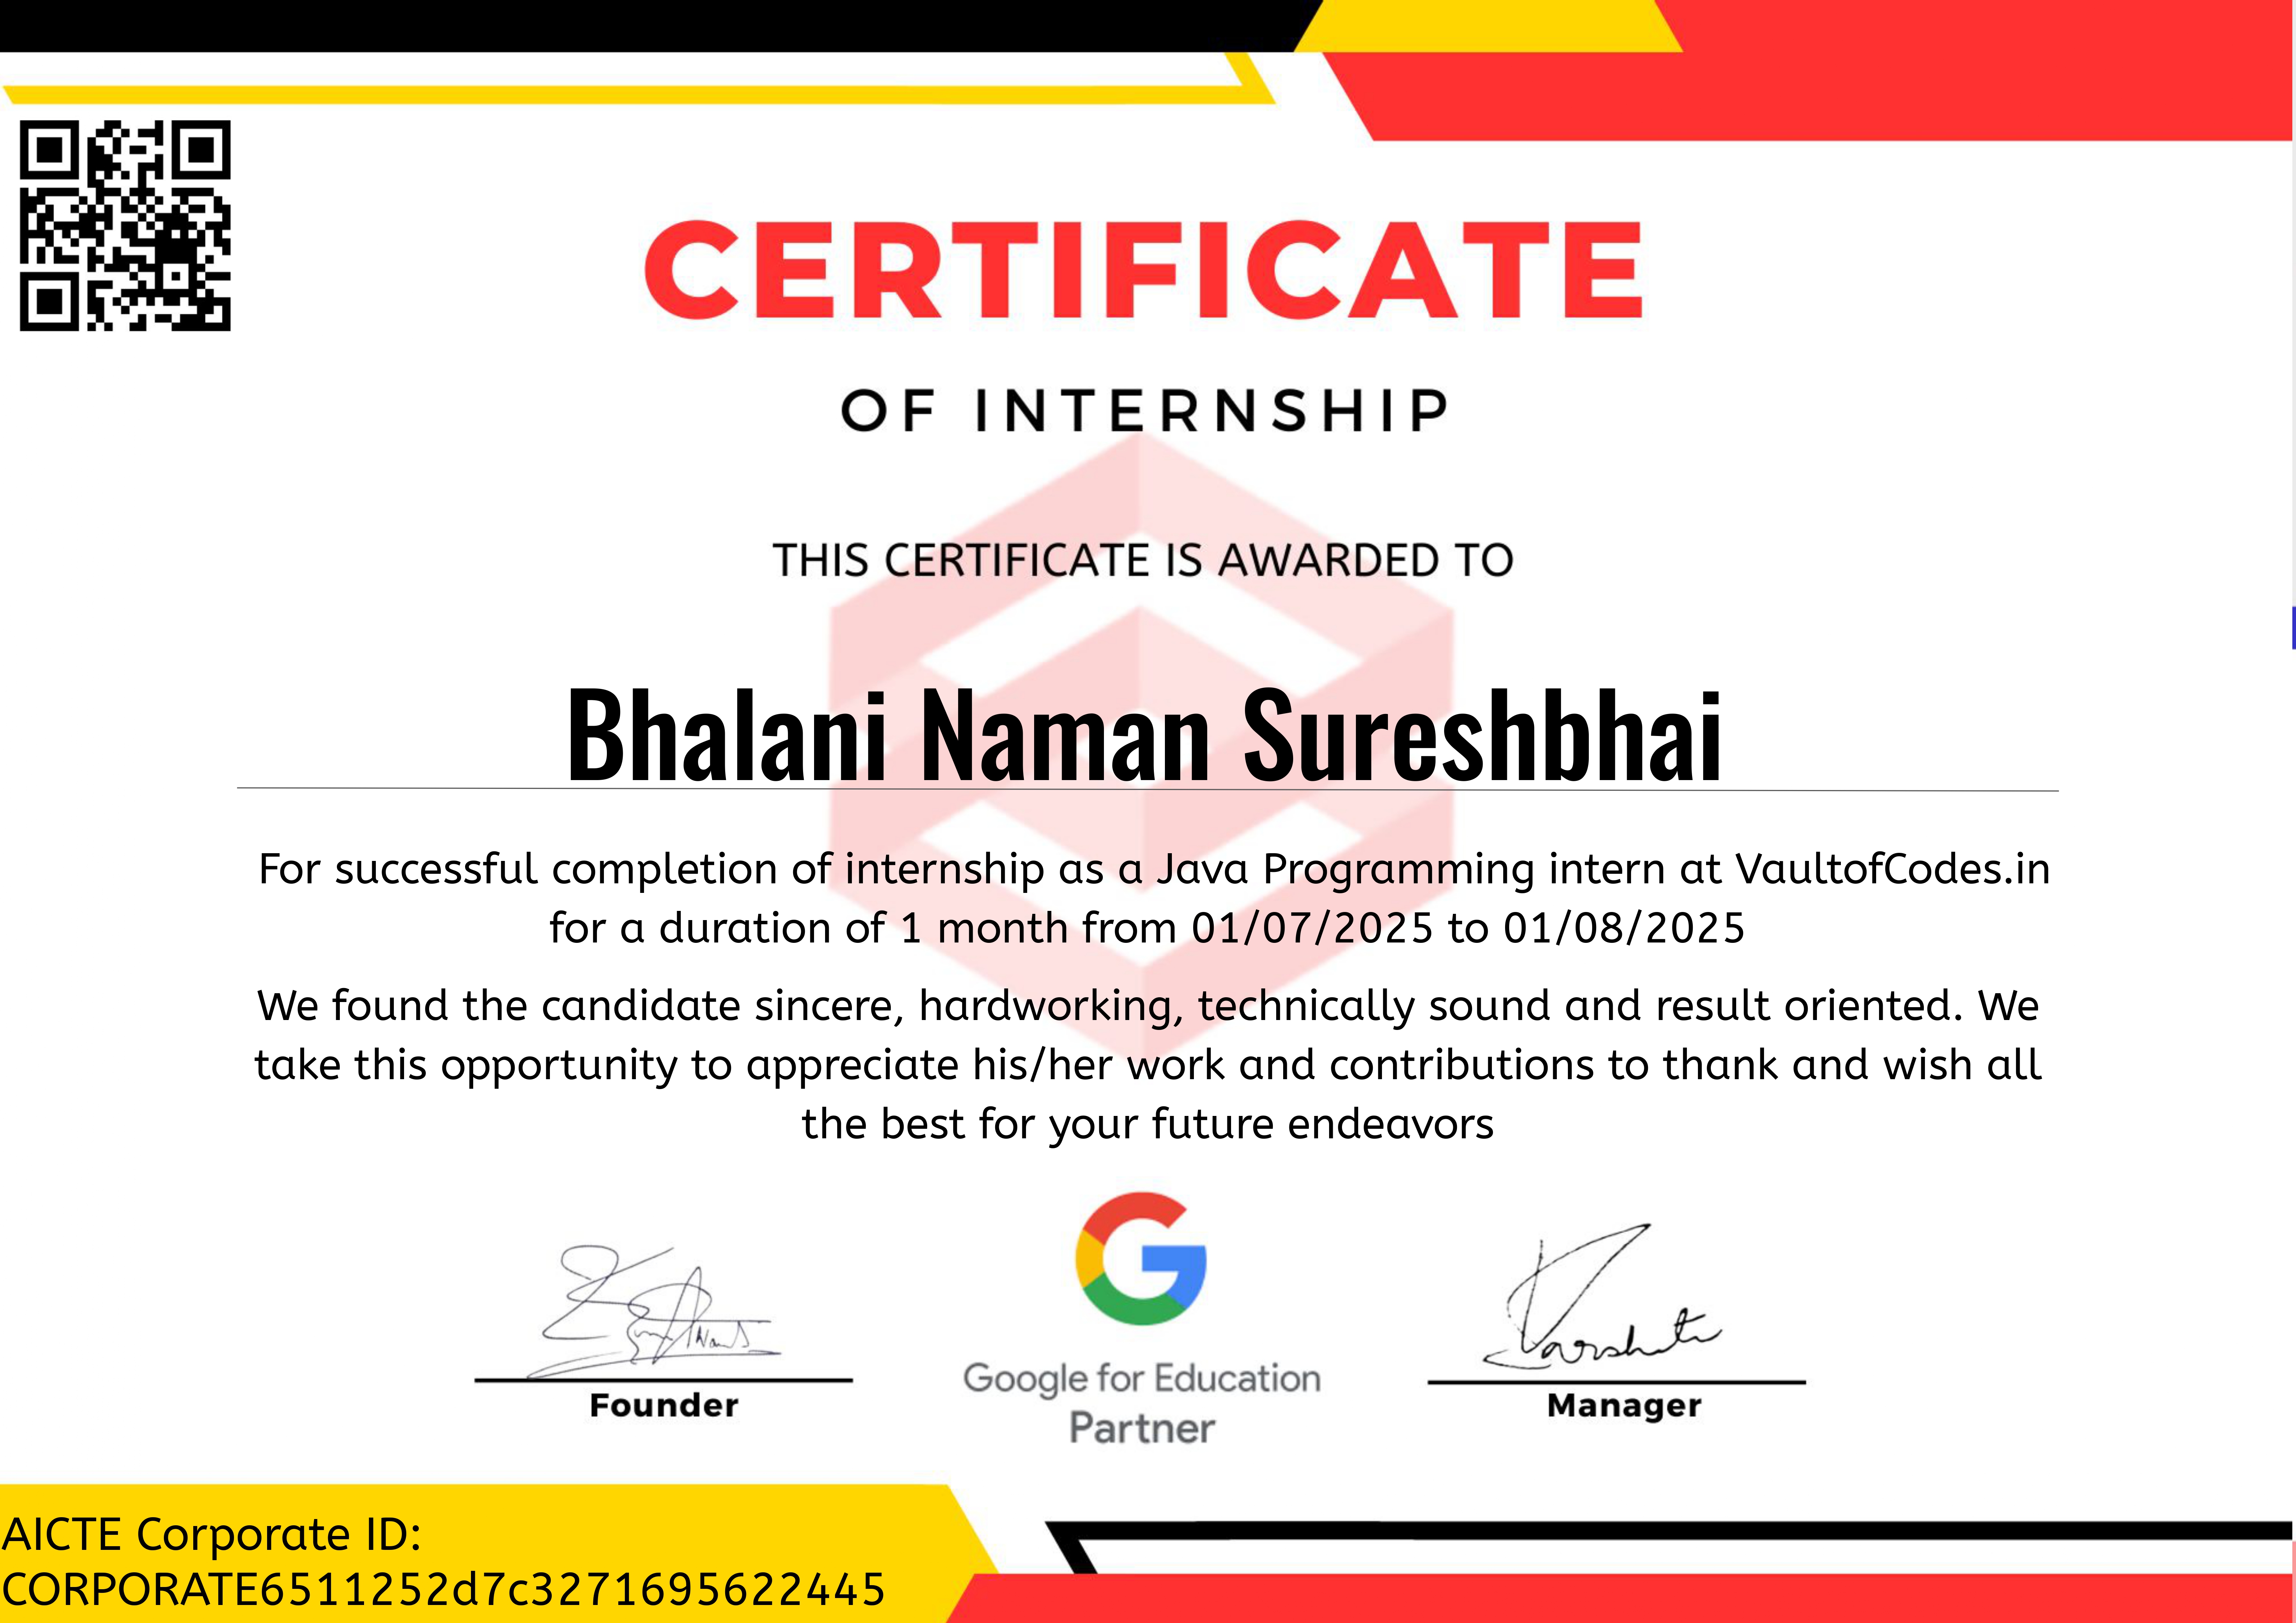 CERTIFICATE
OF INTERNSHIP
THIS CERTIFICATE IS AWARDED TO
Bhalani Naman Sureshbhai
For successful completion of internship as a Java Programming intern at VaultofCodes.in
for a duration of 1 month from 01/07/2025 to 01/08/2025
We found the candidate sincere, hardworking, technically sound and result oriented. We
take this opportunity to appreciate his/her work and contributions to thank and wish all
the best for your future endeavors
Founder
Google for Education
Partner
Manager
AICTE Corporate ID:
CORPORATE6511252d7c3271695622445